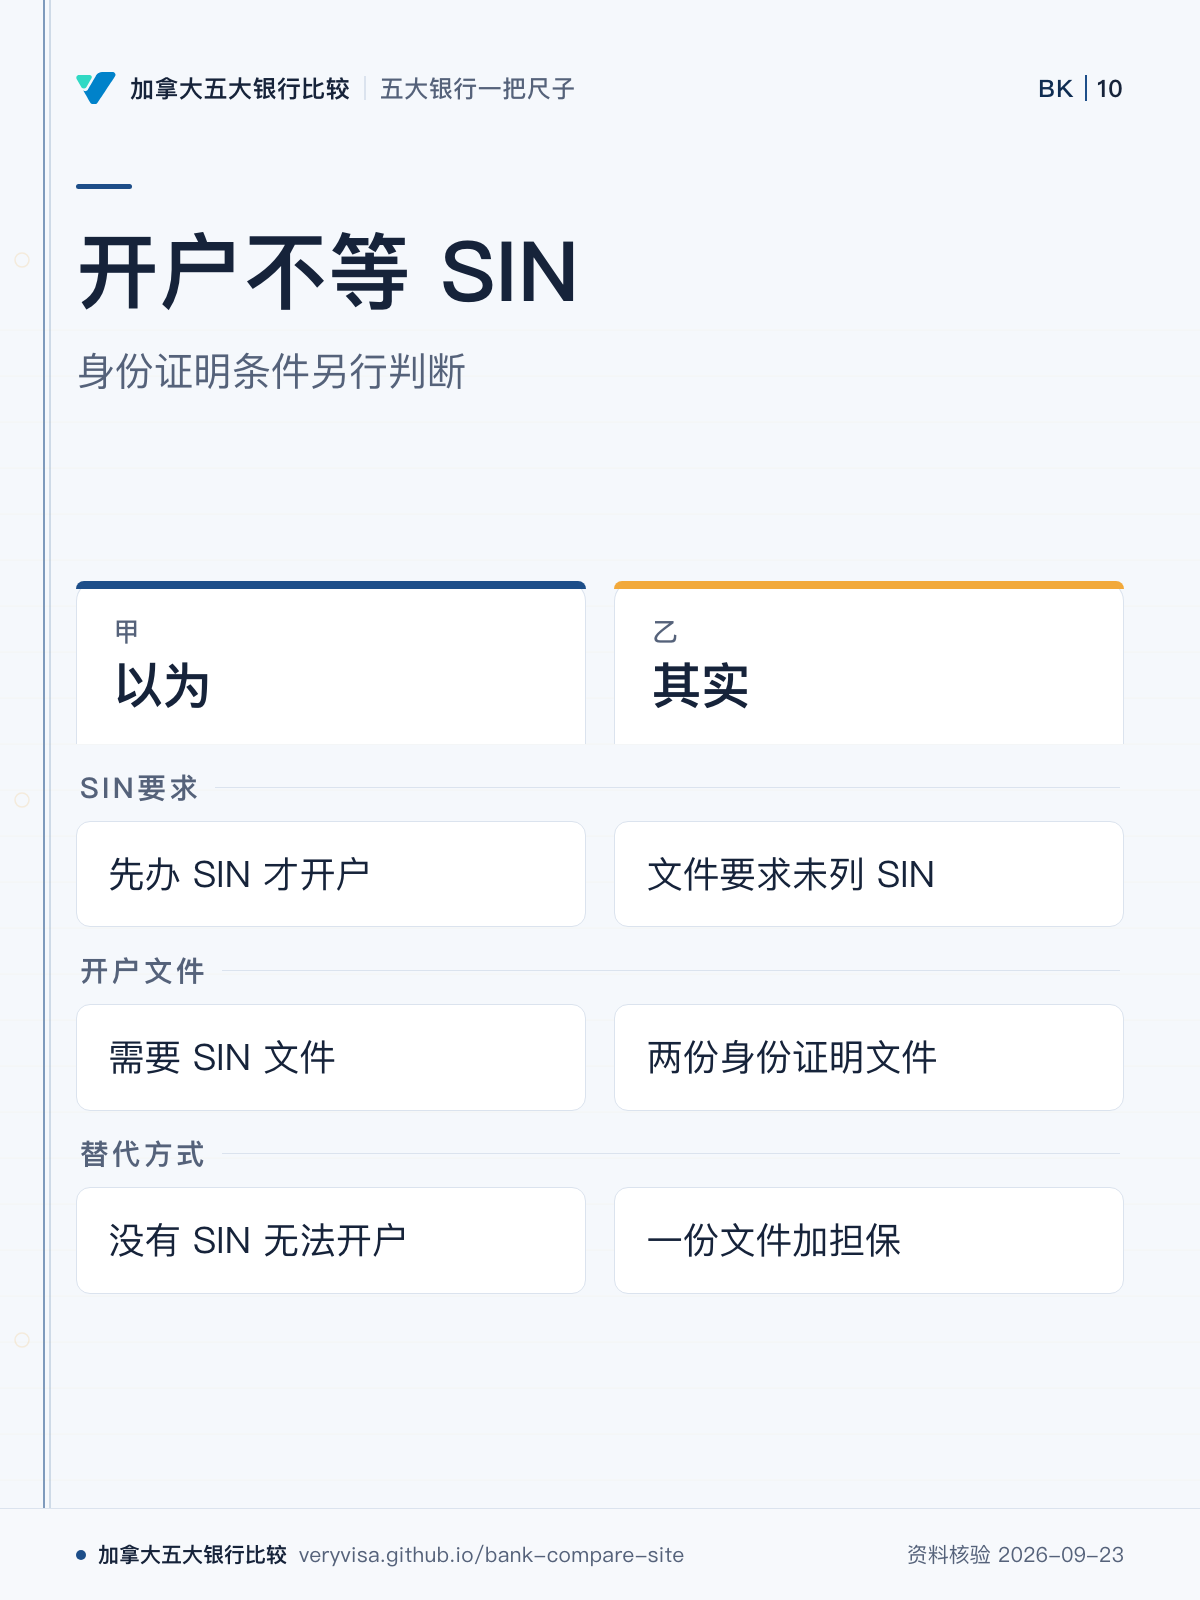 加拿大五大银行比较 五大银行一把尺子 BK 10
开户不等 SIN
身份证明条件另行判断
甲
以为
乙
其实
SIN要求
先办 SIN 才开户
文件要求未列 SIN
开户文件
需要 SIN 文件
两份身份证明文件
替代方式
没有 SIN 无法开户
一份文件加担保
加拿大五大银行比较 veryvisa.github.io/bank-compare-site 资料核验 2026-09-23